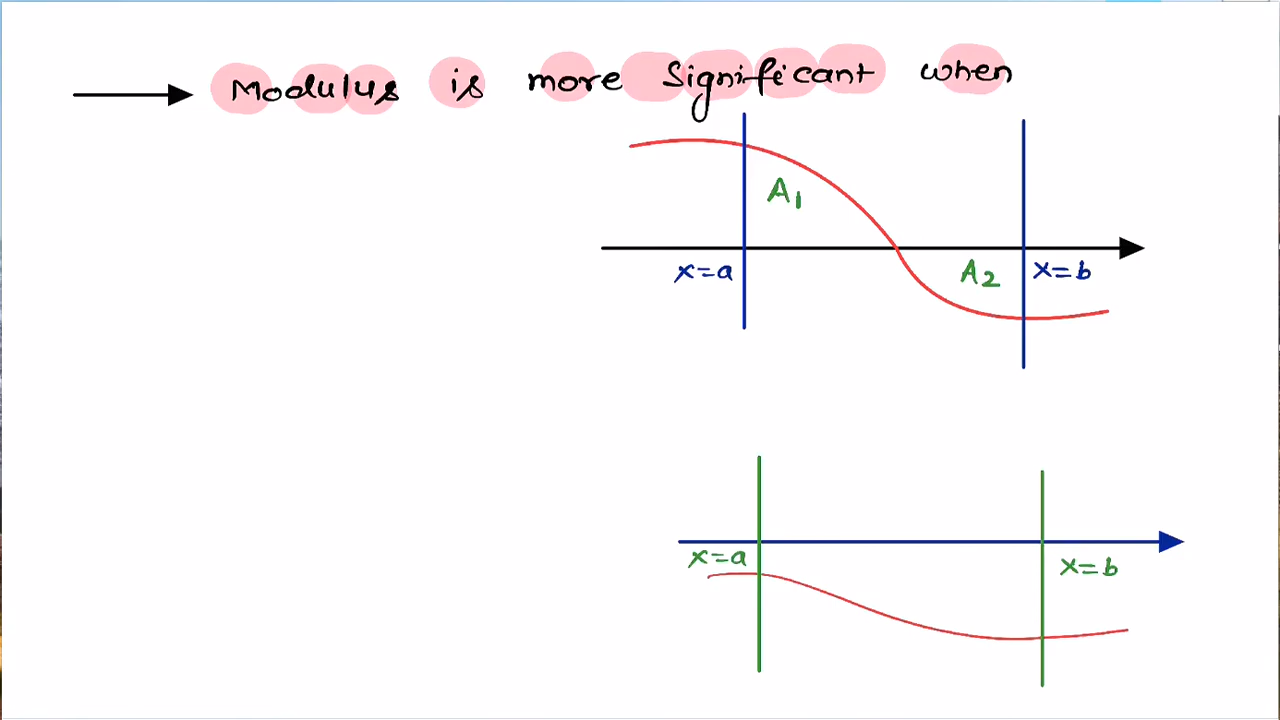 Modulus is more significant when
A1
x=a
A2
x=b
x=a
x=b